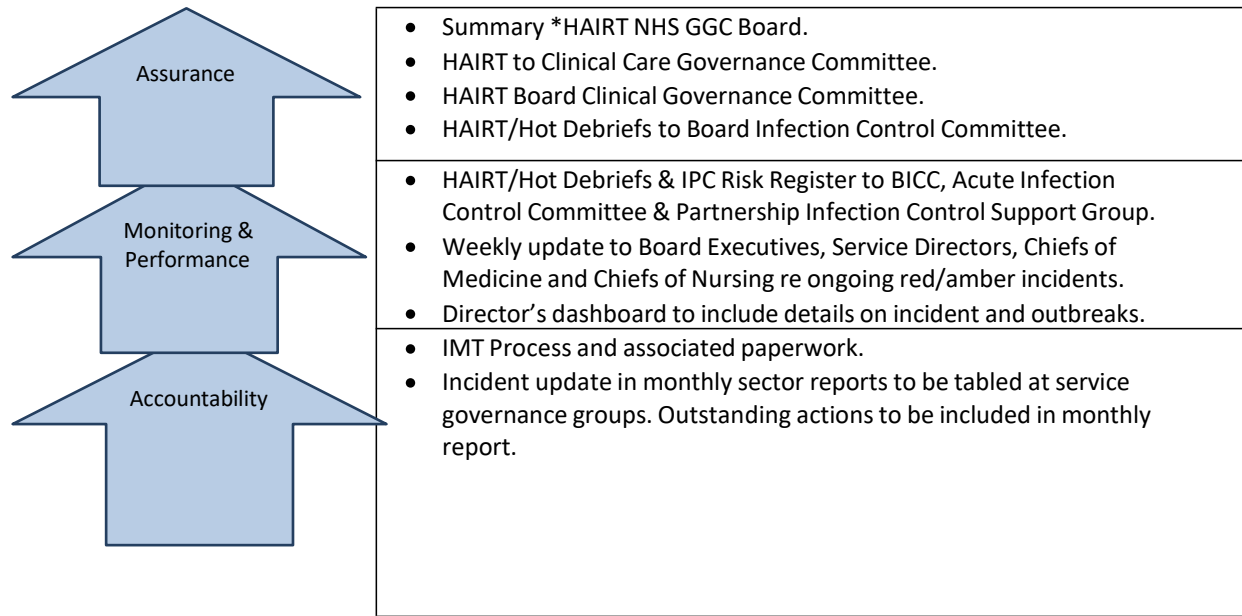 Assurance
• Summary *HAIRT NHS GGC Board.
• HAIRT to Clinical Care Governance Committee.
• HAIRT Board Clinical Governance Committee.
• HAIRT/Hot Debriefs to Board Infection Control Committee.
Monitoring &
Performance
• HAIRT/Hot Debriefs & IPC Risk Register to BICC, Acute Infection
Control Committee & Partnership Infection Control Support Group.
• Weekly update to Board Executives, Service Directors, Chiefs of
Medicine and Chiefs of Nursing re ongoing red/amber incidents.
• Director’s dashboard to include details on incident and outbreaks.
Accountability
• IMT Process and associated paperwork.
• Incident update in monthly sector reports to be tabled at service
governance groups. Outstanding actions to be included in monthly
report.